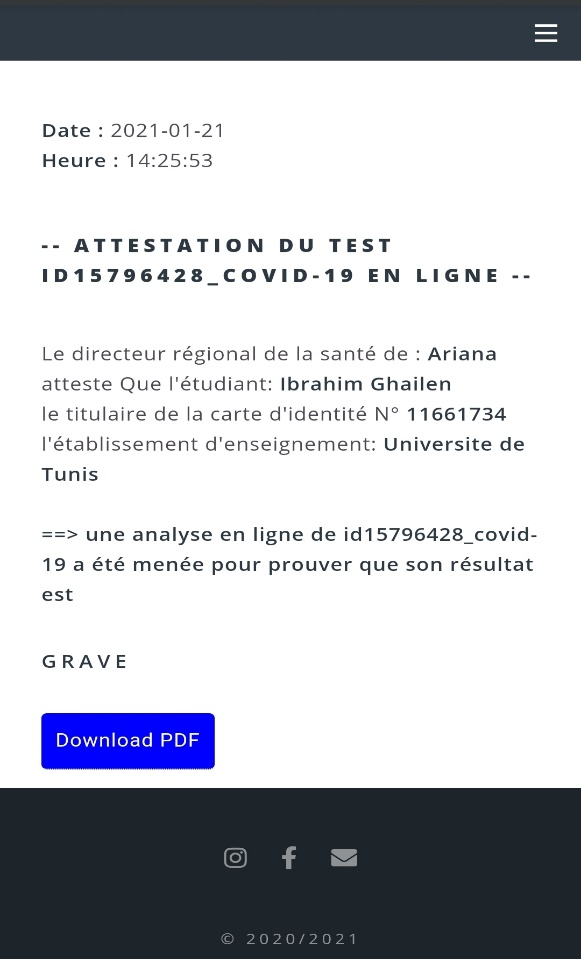 Date : 2021-01-21
Heure : 14:25:53
-- ATTESTATION DU TEST
ID15796428_COVID-19 EN LIGNE --
Le directeur régional de la santé de : Ariana
atteste Que l'étudiant: Ibrahim Ghailen
le titulaire de la carte d'identité N° 11661734
l'établissement d'enseignement: Universite de
Tunis
==> une analyse en ligne de id15796428_covid-
19 a été menée pour prouver que son résultat
est
GRAVE
Download PDF
© 2020/2021